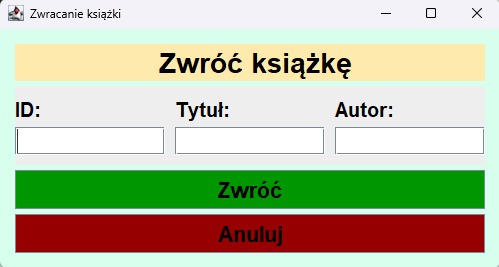 Zwracanie książki
Zwróć książkę
ID: Tytuł: Autor:
Zwróć
Anuluj